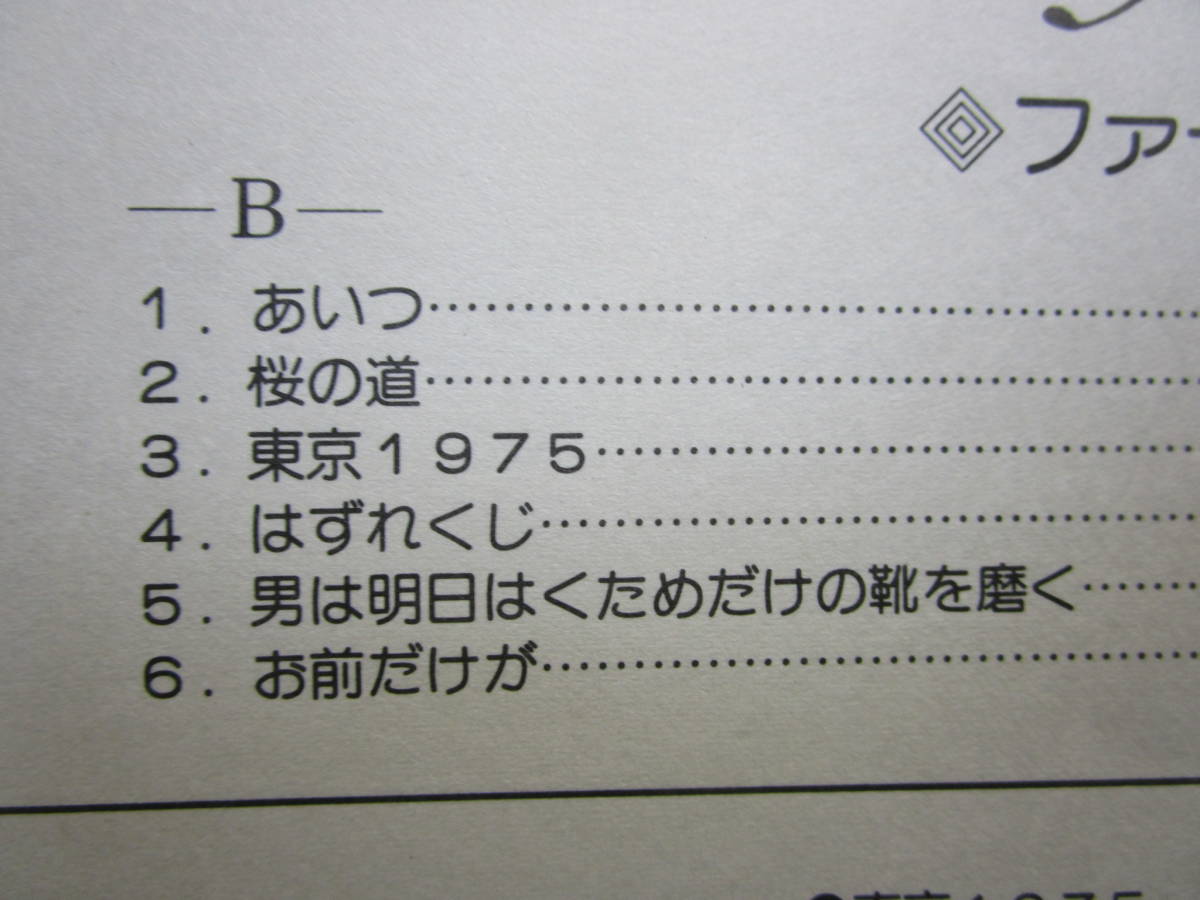 ◈ファ
—B—
1. あいつ
2. 桜の道
3. 東京1975
4. はずれくじ
5. 男は明日はくためだけの靴を磨く
6. お前だけが